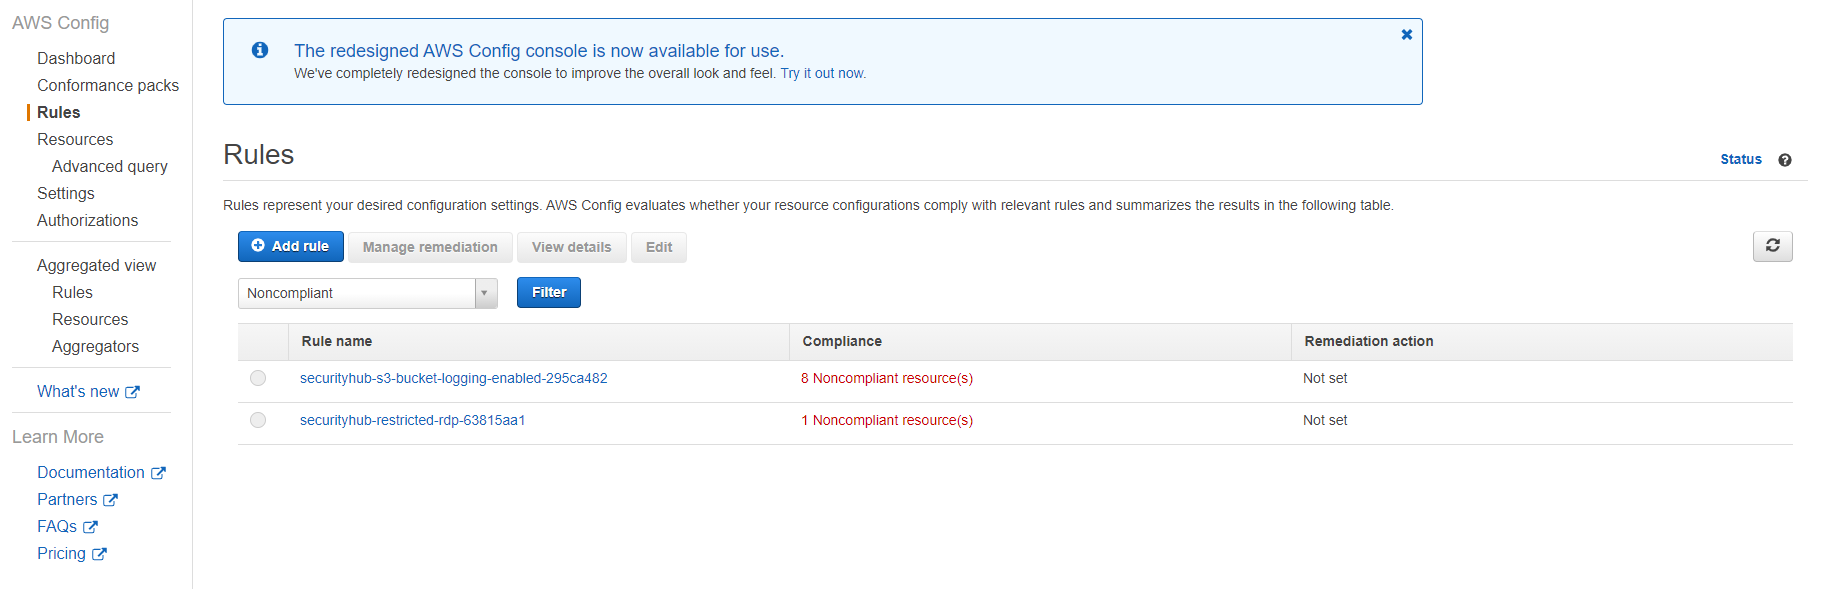 AWS Config
Dashboard
Conformance packs
Rules
Resources
Advanced query
Settings
Authorizations
Aggregated view
Rules
Resources
Aggregators
What's new
Learn More
Documentation
Partners
FAQs
Pricing
The redesigned AWS Config console is now available for use.
We've completely redesigned the console to improve the overall look and feel. Try it out now.
Rules
Status
Rules represent your desired configuration settings. AWS Config evaluates whether your resource configurations comply with relevant rules and summarizes the results in the following table.
Add rule Manage remediation View details Edit
Noncompliant Filter
Rule name Compliance Remediation action
securityhub-s3-bucket-logging-enabled-295ca482 8 Noncompliant resource(s) Not set
securityhub-restricted-rdp-63815aa1 1 Noncompliant resource(s) Not set